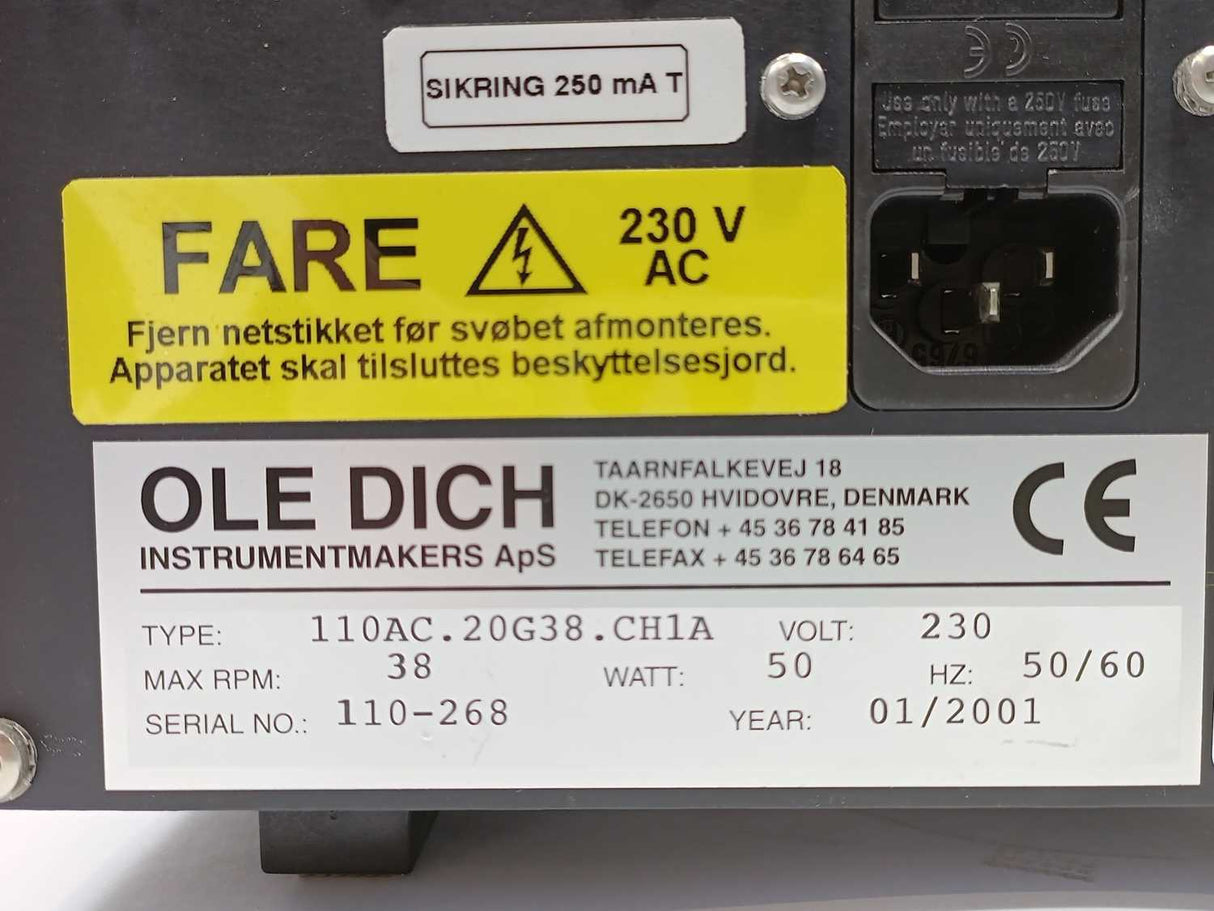 SIKRING 250 mA T
Use only with a 250V fuse
Employer uniquement avec
un fusible de 250V
FARE
230 V
AC
Fjern netstikket før svøbet afmonteres.
Apparatet skal tilsluttes beskyttelsesjord.
OLE DICH
INSTRUMENTMAKERS ApS
TAARNFALKEVEJ 18
DK-2650 HVIDOVRE, DENMARK
TELEFON + 45 36 78 41 85
TELEFAX + 45 36 78 64 65
CE
TYPE: 110AC.20G38.CH1A VOLT: 230
MAX RPM: 38 WATT: 50 HZ: 50/60
SERIAL NO.: 110-268 YEAR: 01/2001